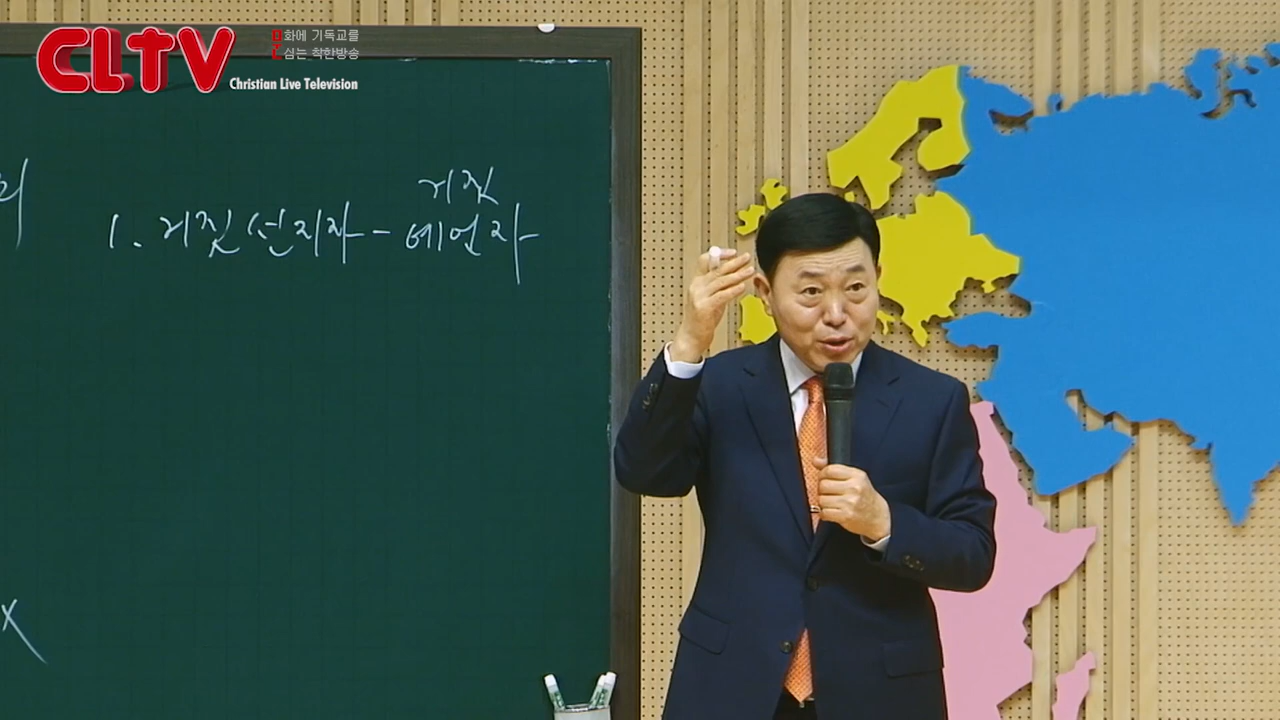 CLTV
문화에 기독교를
심는 착한방송
Christian Live Television
거짓
1. 거짓선지자 - 예언자